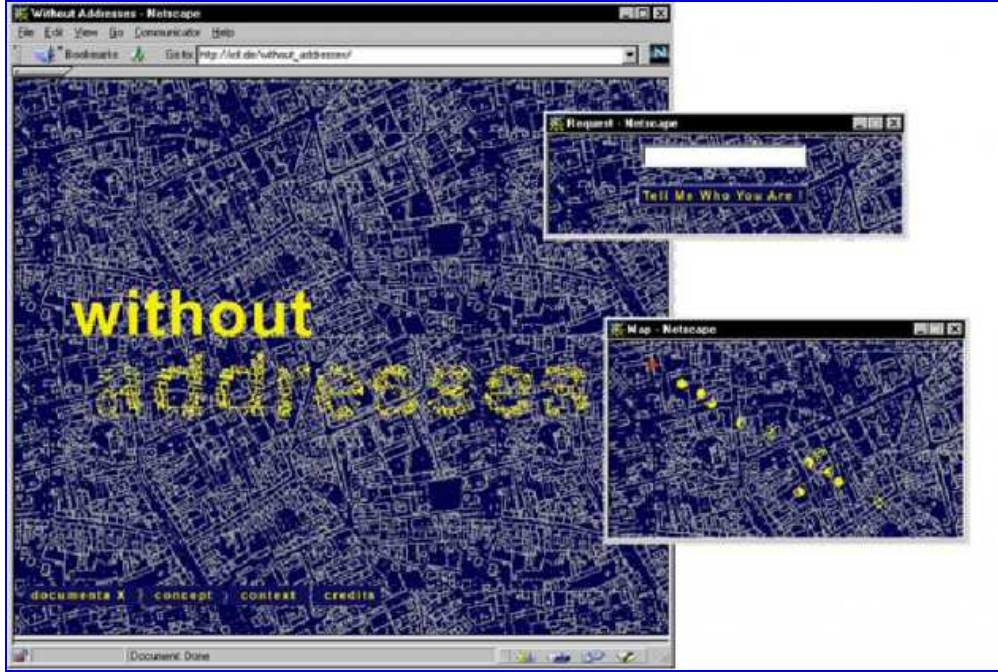 Without Addresses - Netscape
File Edit View Go Communicator Help
Bookmarks Go to: http://iol.de/without_addresses/
N
without
addresses
documenta X concept context credits
Document: Done
Request - Netscape
Tell Me Who You Are !
Map - Netscape